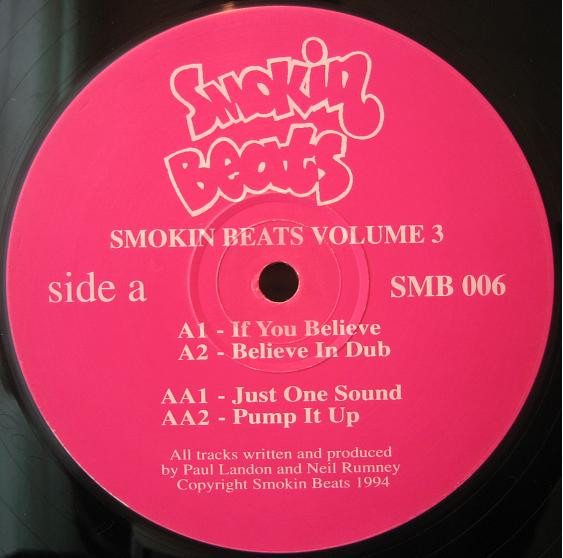 Smokin
Beats
SMOKIN BEATS VOLUME 3
side a
SMB 006
A1 - If You Believe
A2 - Believe In Dub
AA1 - Just One Sound
AA2 - Pump It Up
All tracks written and produced
by Paul Landon and Neil Rumney
Copyright Smokin Beats 1994